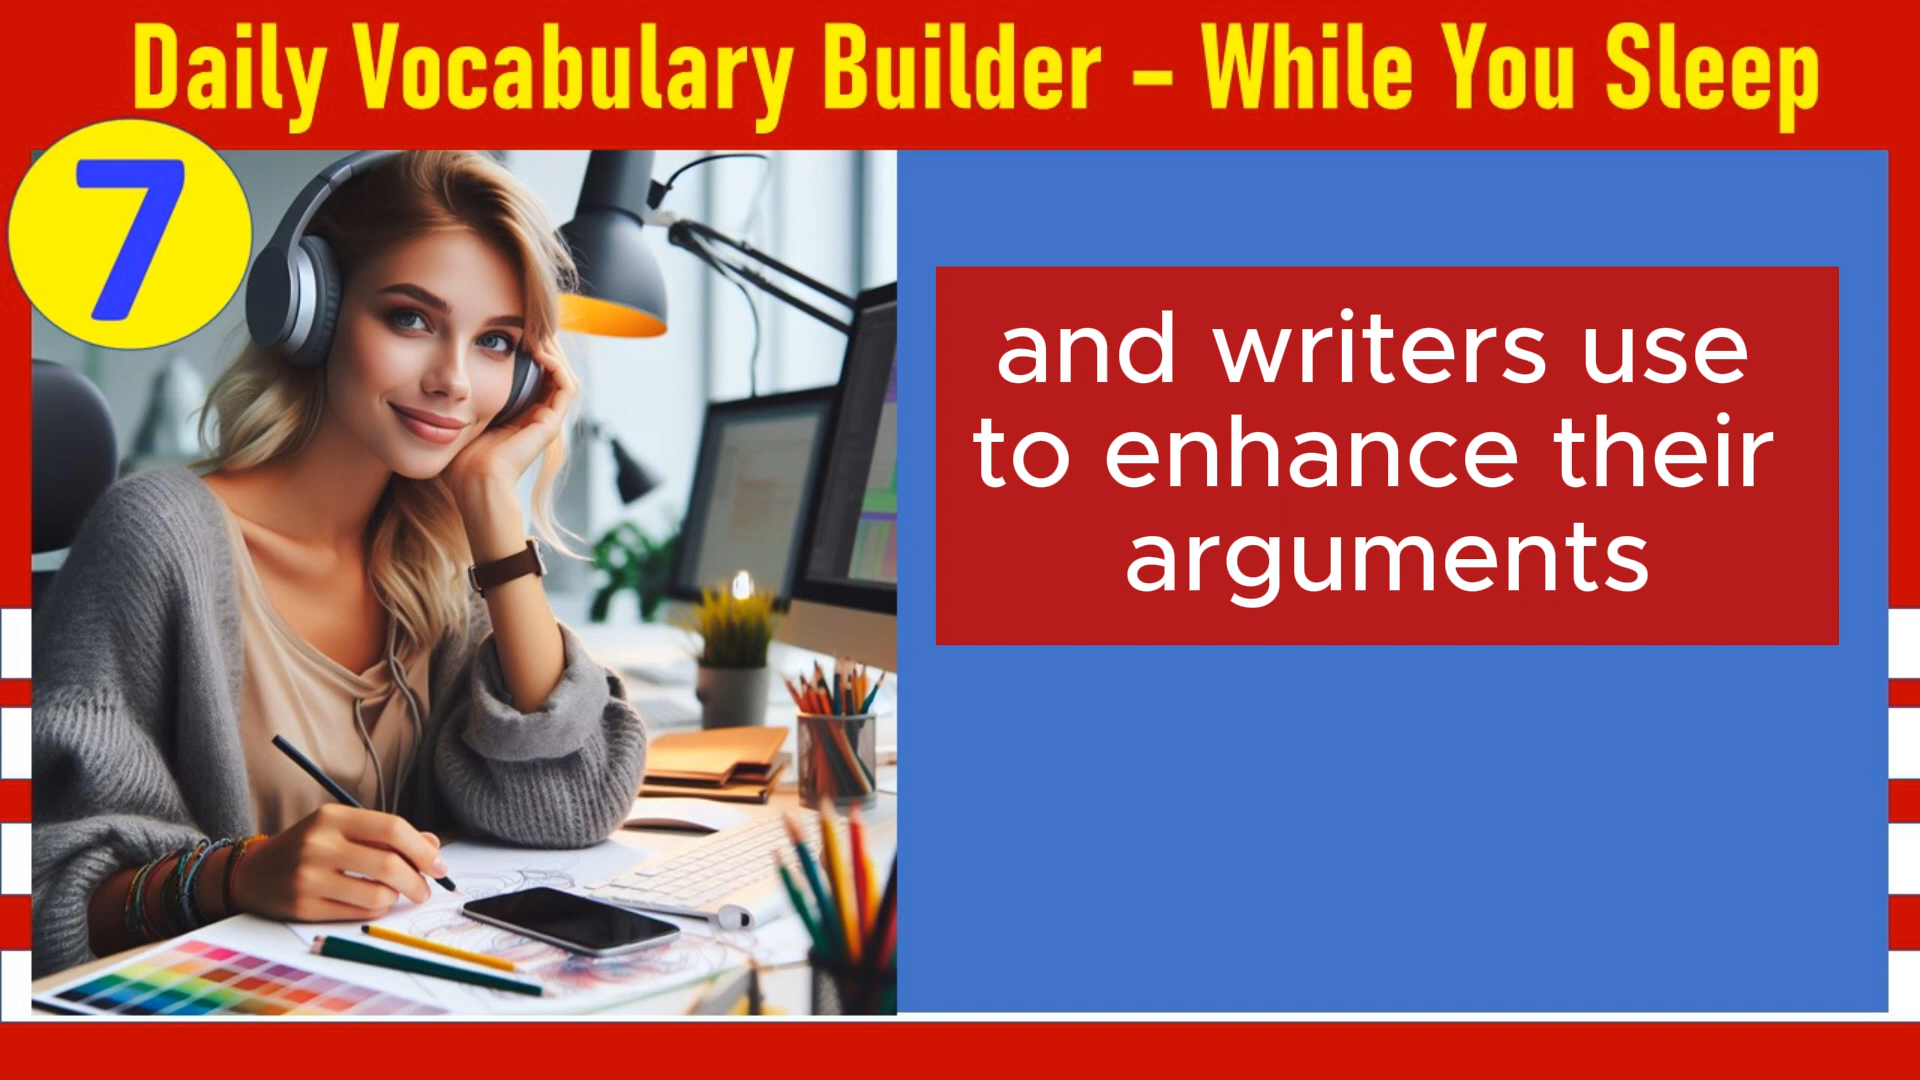 Daily Vocabulary Builder – While You Sleep
7
and writers use
to enhance their
arguments